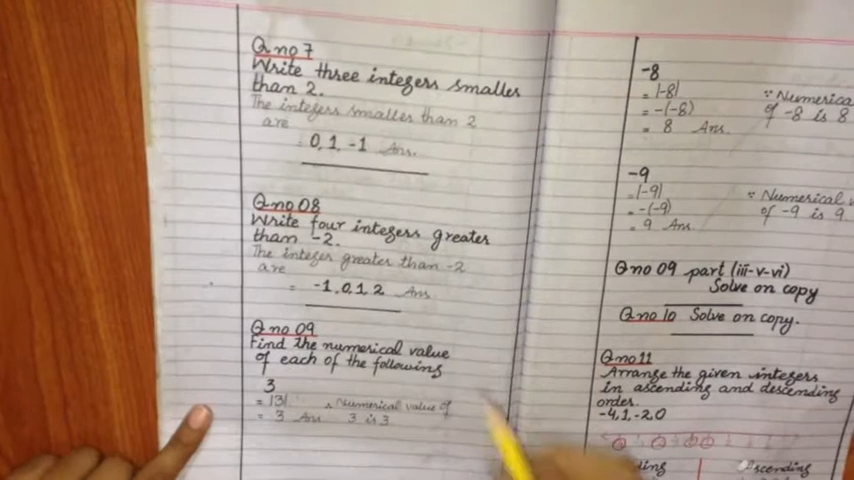 Q no 7
Write three integers smaller
than 2.
The integers smaller than 2
are
0, 1, -1 Ans.
Q no 08
Write four integers greater
than -2.
The integer greater than -2
are
= -1, 0, 1, 2 Ans.
Q no 09
Find the numerical value
of each of the following
3
= |3| ∴ Numerical value of
= 3 Ans 3 is 3
-8
= |-8| ∵ Numerica
= -(-8) of -8 is 8
= 8 Ans.
-9
= |-9| ∵ Numerical
= -(-9) of -9 is 9
= 9 Ans
Q no 09 part (iii-v-vi)
Solve on copy
Q no 10 Solve on copy.
Q no 11
Arrange the given integers
in ascending and descending
order.
-4, 1, -2, 0
ding Ascending